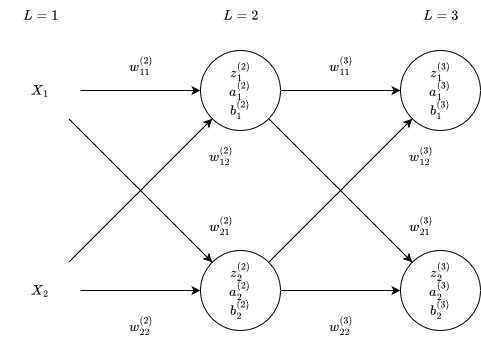 L = 1 L = 2 L = 3
w_{11}^{(2)} w_{11}^{(3)}
X_1 z_1^{(2)} z_1^{(3)}
a_1^{(2)} a_1^{(3)}
b_1^{(2)} b_1^{(3)}
w_{12}^{(2)} w_{12}^{(3)}
w_{21}^{(2)} w_{21}^{(3)}
X_2 z_2^{(2)} z_2^{(3)}
a_2^{(2)} a_2^{(3)}
b_2^{(2)} b_2^{(3)}
w_{22}^{(2)} w_{22}^{(3)}